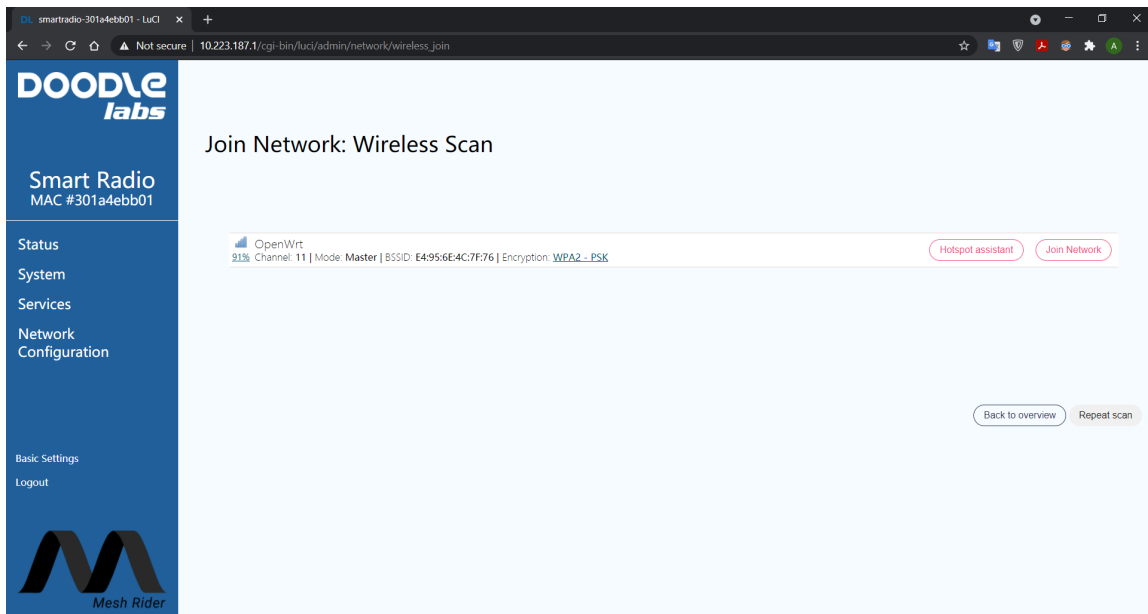 DL smartradio-301a4ebb01 - LuCI
Not secure | 10.223.187.1/cgi-bin/luci/admin/network/wireless_join
A
DOODLE
labs
Smart Radio
MAC #301a4ebb01
Status
System
Services
Network
Configuration
Basic Settings
Logout
Mesh Rider
Join Network: Wireless Scan
OpenWrt
91% Channel: 11 | Mode: Master | BSSID: E4:95:6E:4C:7F:76 | Encryption: WPA2 - PSK
Hotspot assistant
Join Network
Back to overview
Repeat scan